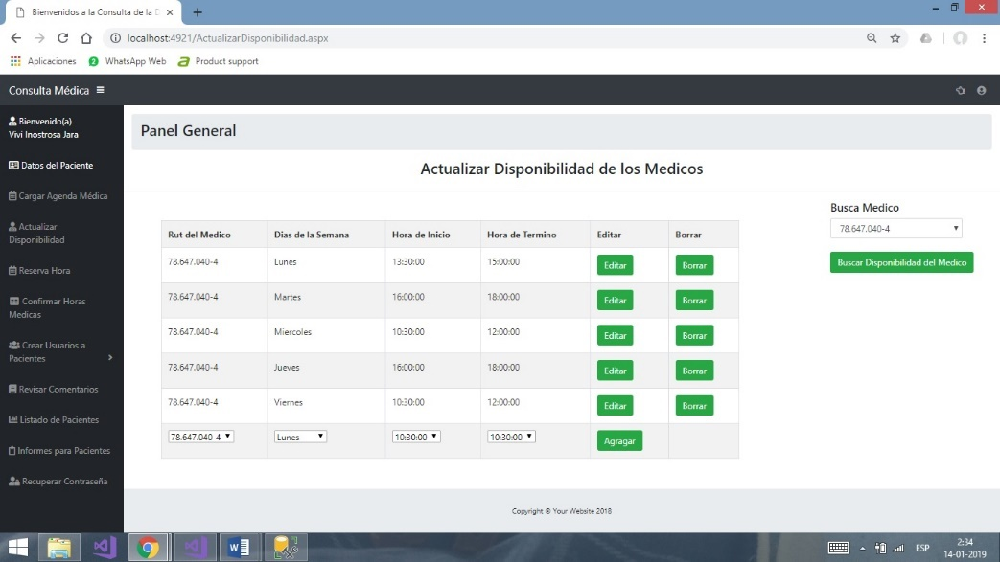 Bienvenidos a la Consulta de la D
localhost:4921/ActualizarDisponibilidad.aspx
Aplicaciones WhatsApp Web Product support
Consulta Médica
Bienvenido(a)
Vivi Inostrosa Jara
Datos del Paciente
Cargar Agenda Médica
Actualizar
Disponibilidad
Reserva Hora
Confirmar Horas
Medicas
Crear Usuarios a
Pacientes
Revisar Comentarios
Listado de Pacientes
Informes para Pacientes
Recuperar Contraseña
Panel General
Actualizar Disponibilidad de los Medicos
Rut del Medico Dias de la Semana Hora de Inicio Hora de Termino Editar Borrar
78.647.040-4 Lunes 13:30:00 15:00:00 Editar Borrar
78.647.040-4 Martes 16:00:00 18:00:00 Editar Borrar
78.647.040-4 Miercoles 10:30:00 12:00:00 Editar Borrar
78.647.040-4 Jueves 16:00:00 18:00:00 Editar Borrar
78.647.040-4 Viernes 10:30:00 12:00:00 Editar Borrar
78.647.040-4 Lunes 10:30:00 10:30:00 Agragar
Busca Medico
78.647.040-4
Buscar Disponibilidad del Medico
Copyright © Your Website 2018
ESP
2:34
14-01-2019